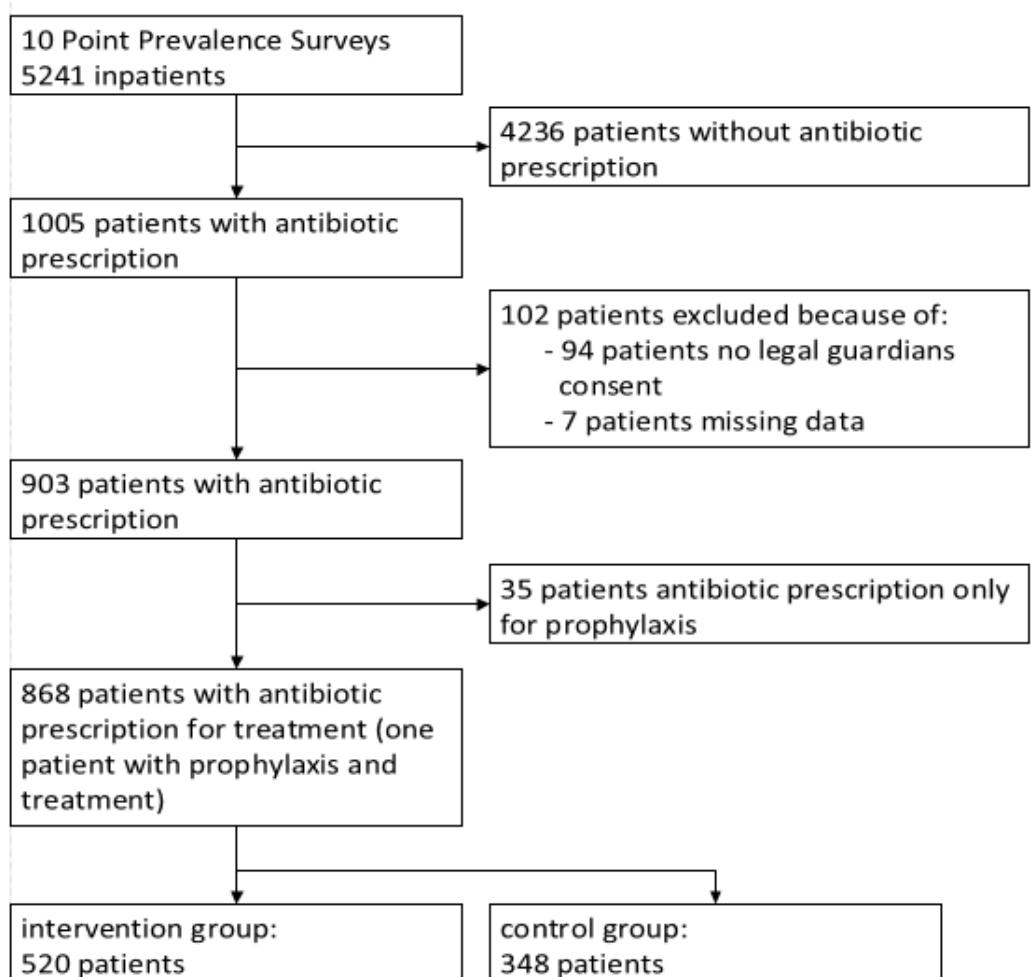 10 Point Prevalence Surveys
5241 inpatients
4236 patients without antibiotic
prescription
1005 patients with antibiotic
prescription
102 patients excluded because of:
- 94 patients no legal guardians
consent
- 7 patients missing data
903 patients with antibiotic
prescription
35 patients antibiotic prescription only
for prophylaxis
868 patients with antibiotic
prescription for treatment (one
patient with prophylaxis and
treatment)
intervention group:
520 patients
control group:
348 patients